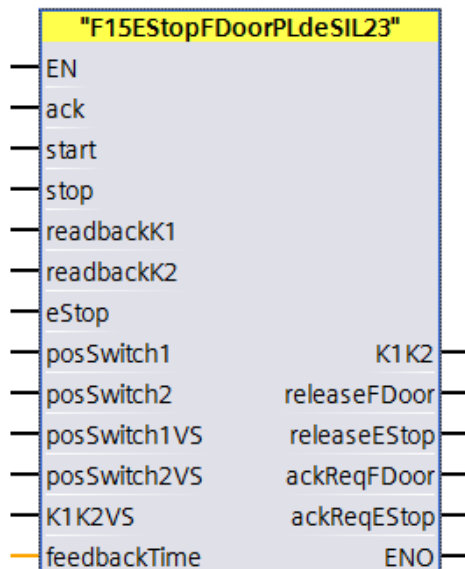 "F15EStopFDoorPLdeSIL23"
EN
ack
start
stop
readbackK1
readbackK2
eStop
posSwitch1 K1K2
posSwitch2 releaseFDoor
posSwitch1VS releaseEStop
posSwitch2VS ackReqFDoor
K1K2VS ackReqEStop
feedbackTime ENO